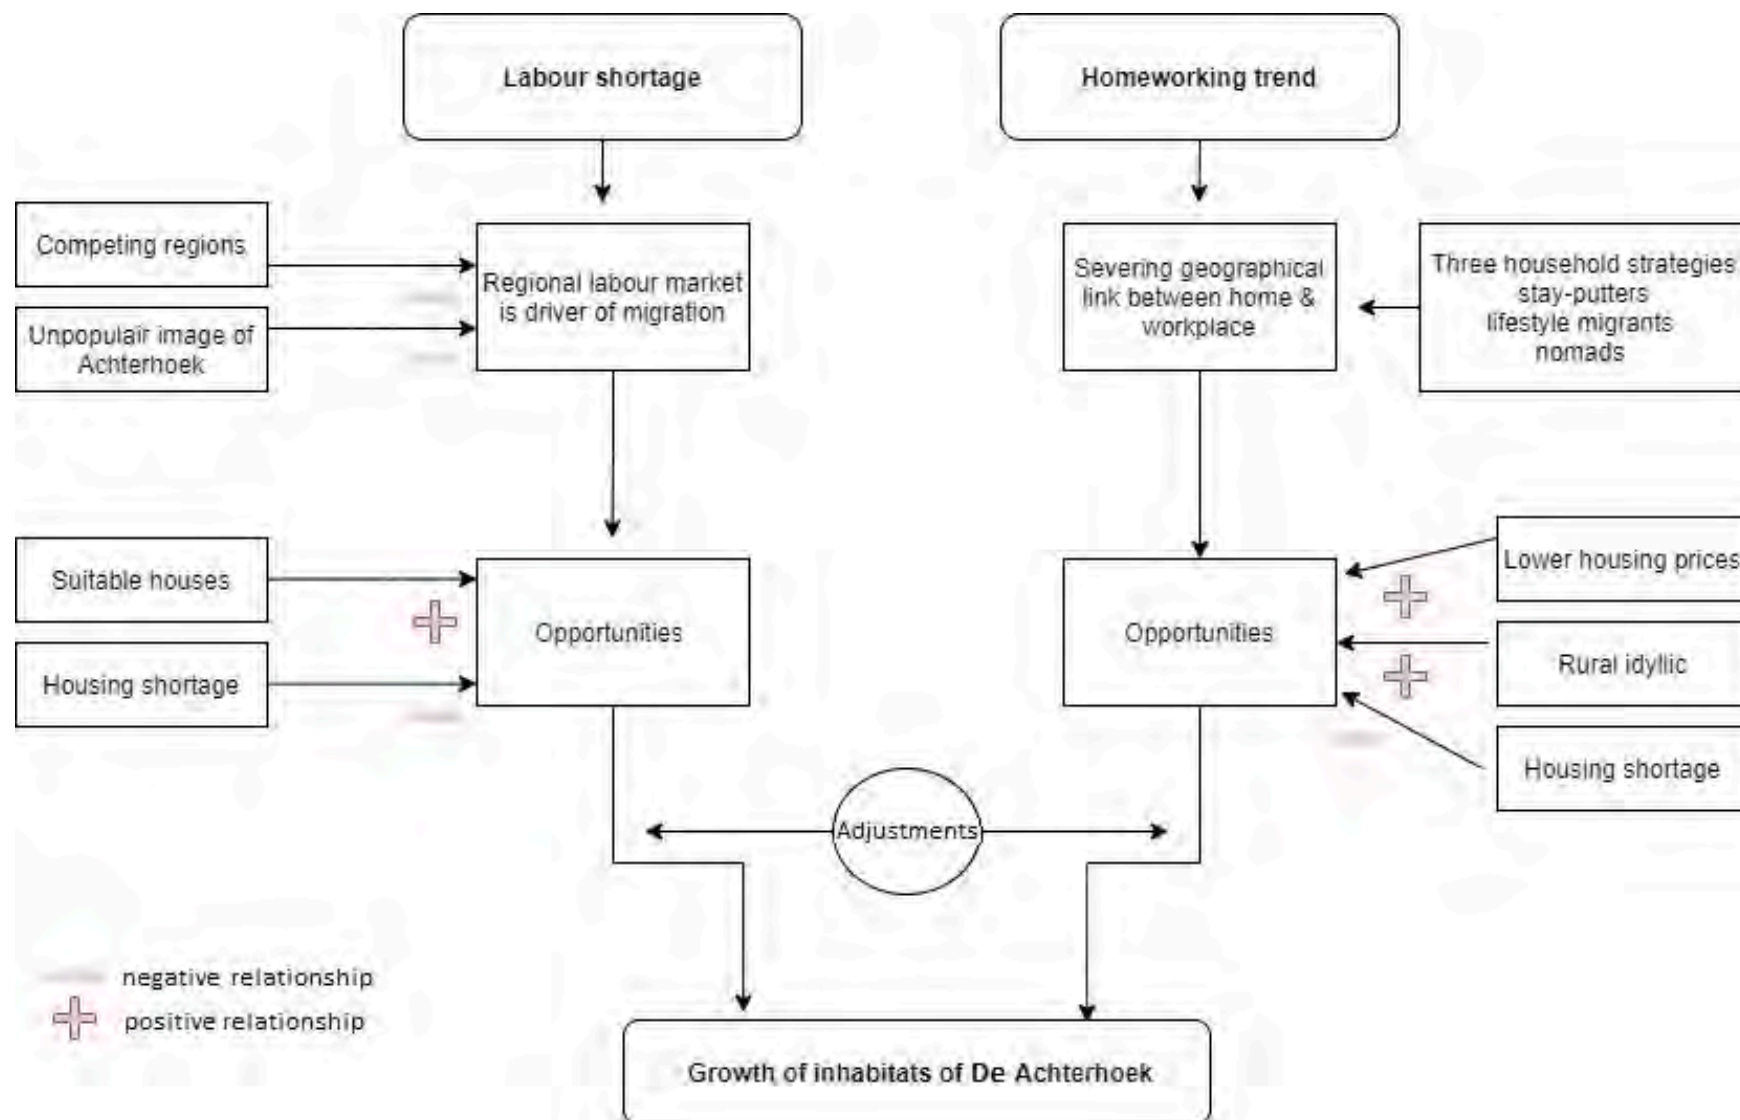 Labour shortage
Homeworking trend
Competing regions
Unpopulair image of
Achterhoek
Regional labour market
is driver of migration
Severing geographical
link between home &
workplace
Three household strategies
stay-putters
lifestyle migrants
nomads
Suitable houses
Housing shortage
Opportunities
Opportunities
Lower housing prices
Rural idyllic
Housing shortage
Adjustments
negative relationship
positive relationship
Growth of inhabitats of De Achterhoek